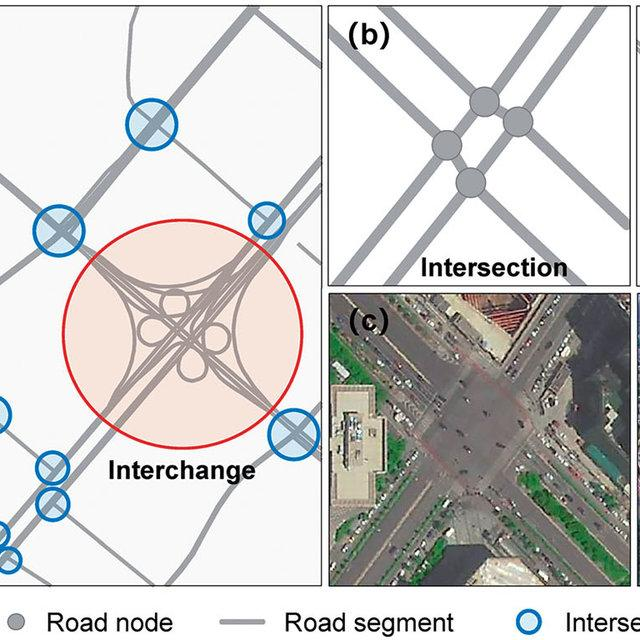 (b)
Intersection
Interchange
(c)
Road node
Road segment
Interse